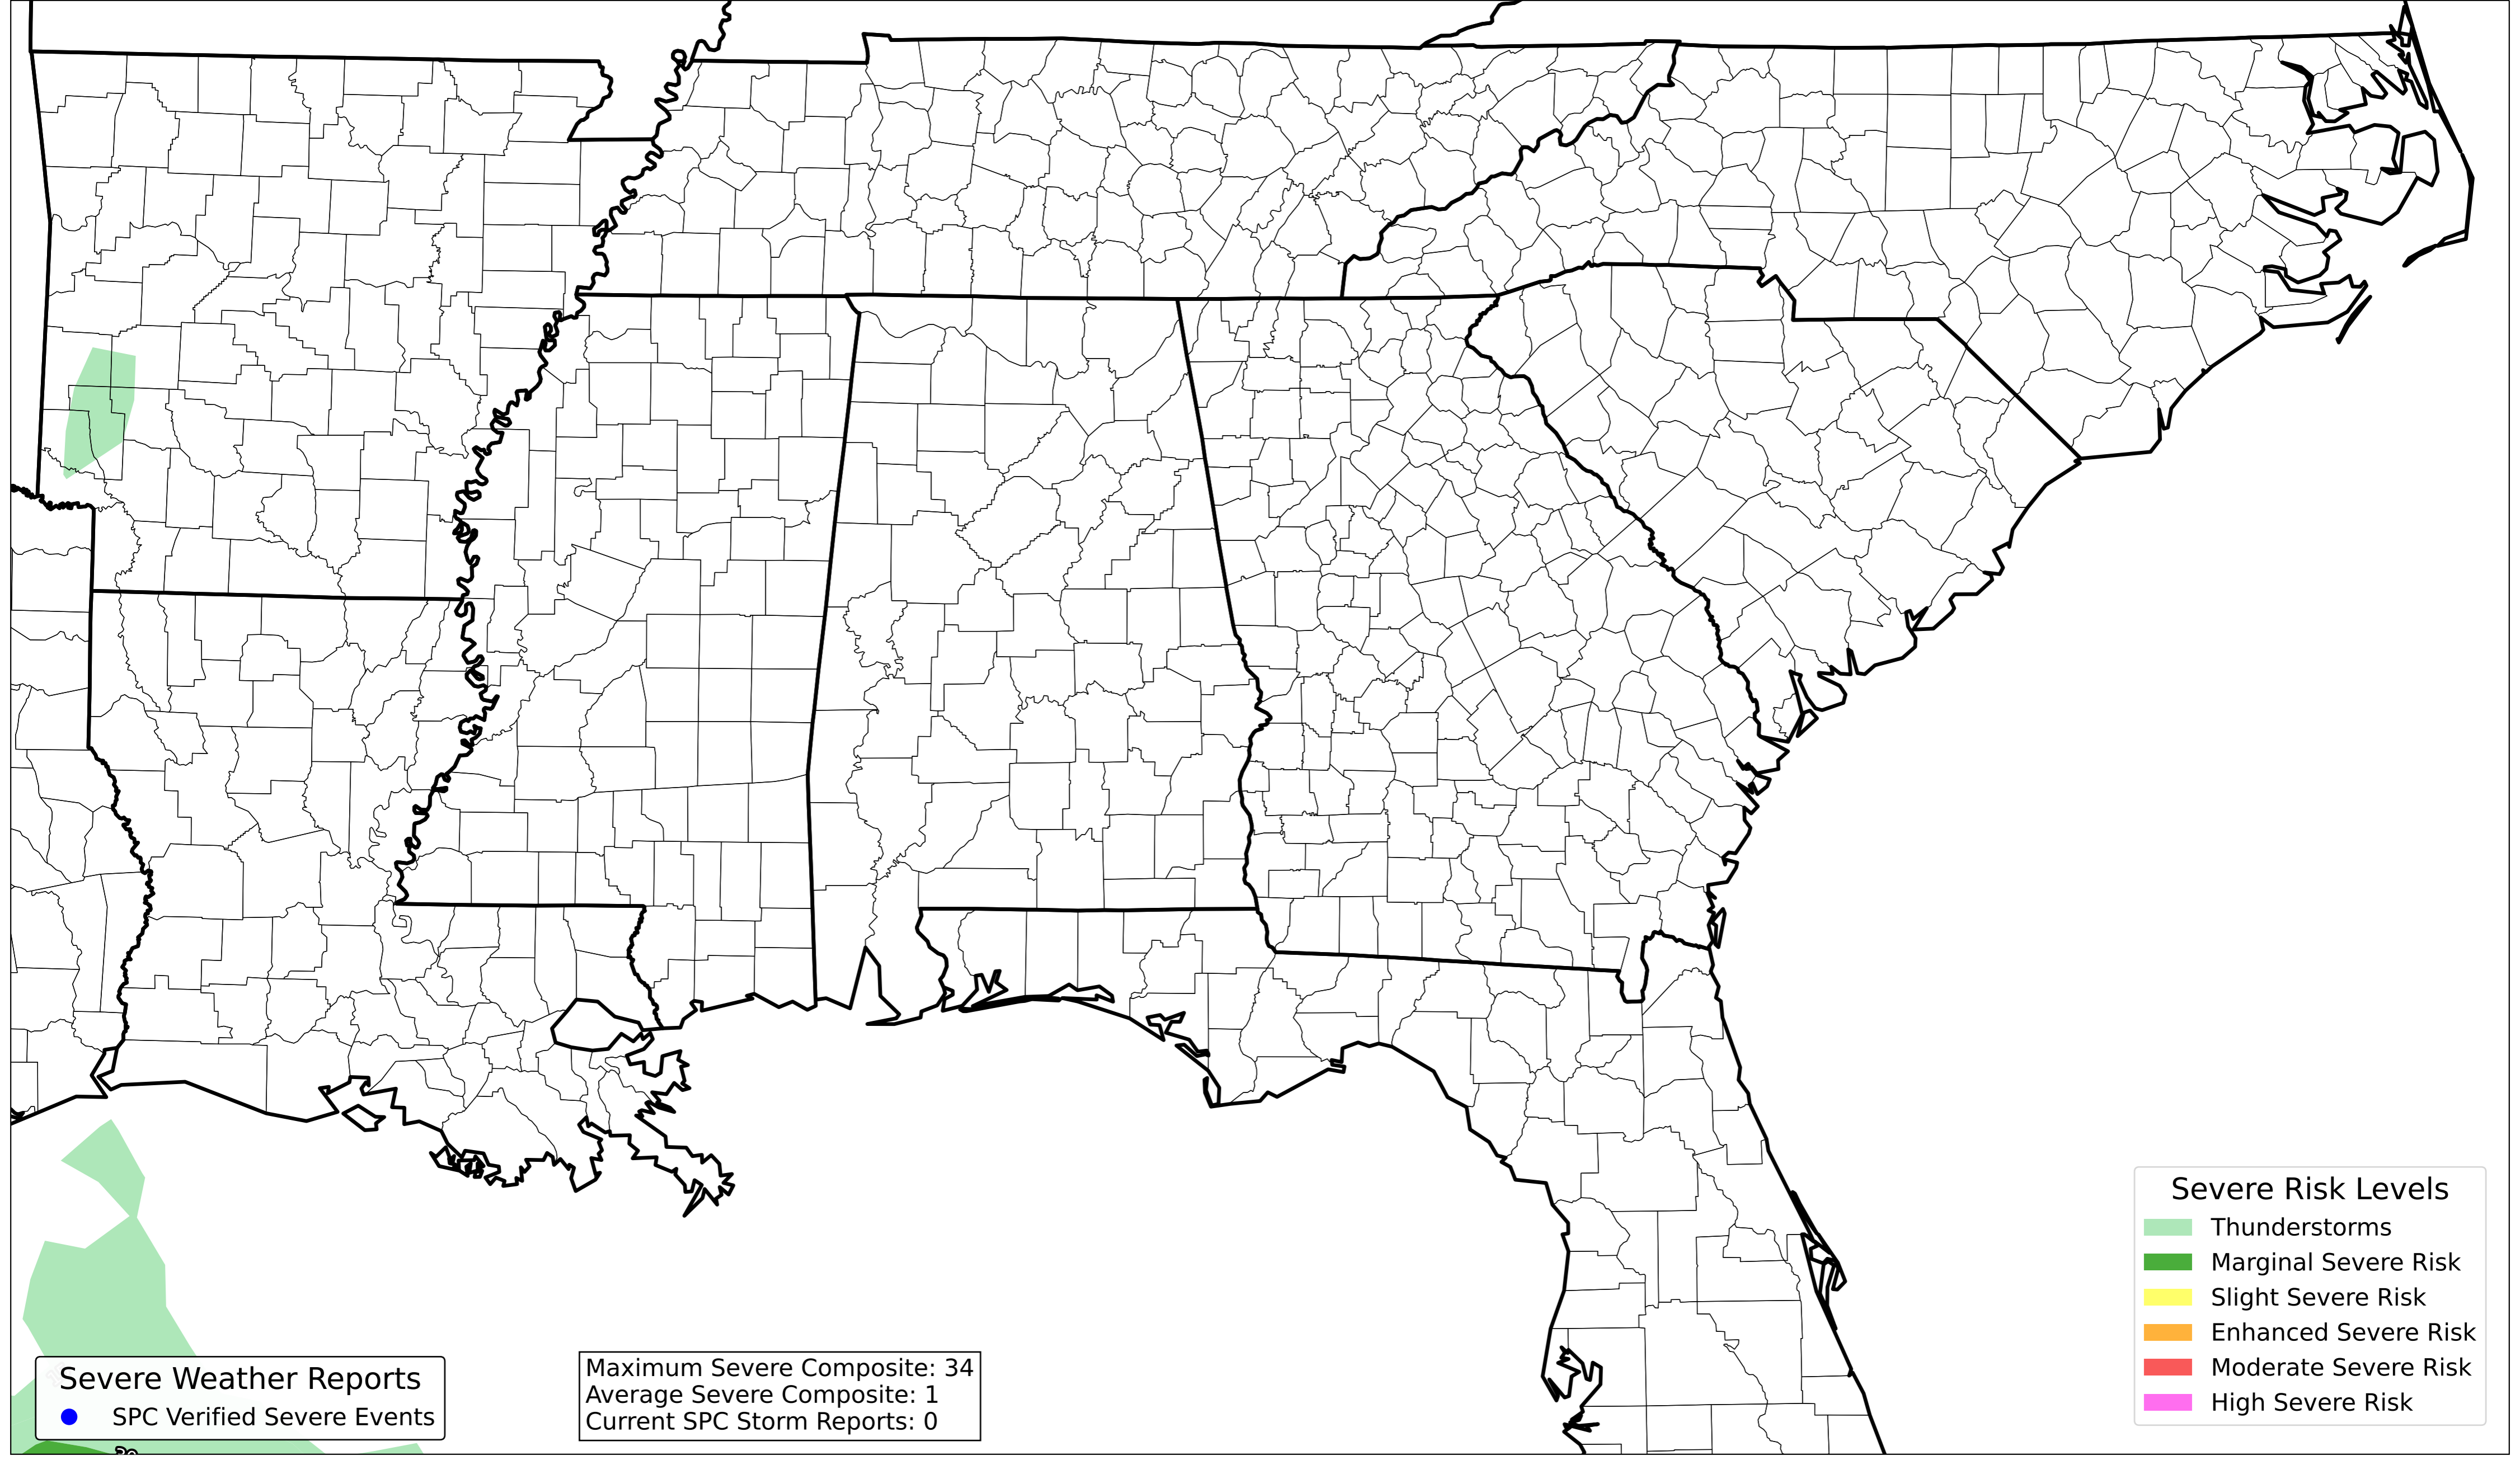 Severe Risk Levels
Thunderstorms
Marginal Severe Risk
Slight Severe Risk
Enhanced Severe Risk
Moderate Severe Risk
High Severe Risk
Severe Weather Reports
SPC Verified Severe Events
Maximum Severe Composite: 34
Average Severe Composite: 1
Current SPC Storm Reports: 0